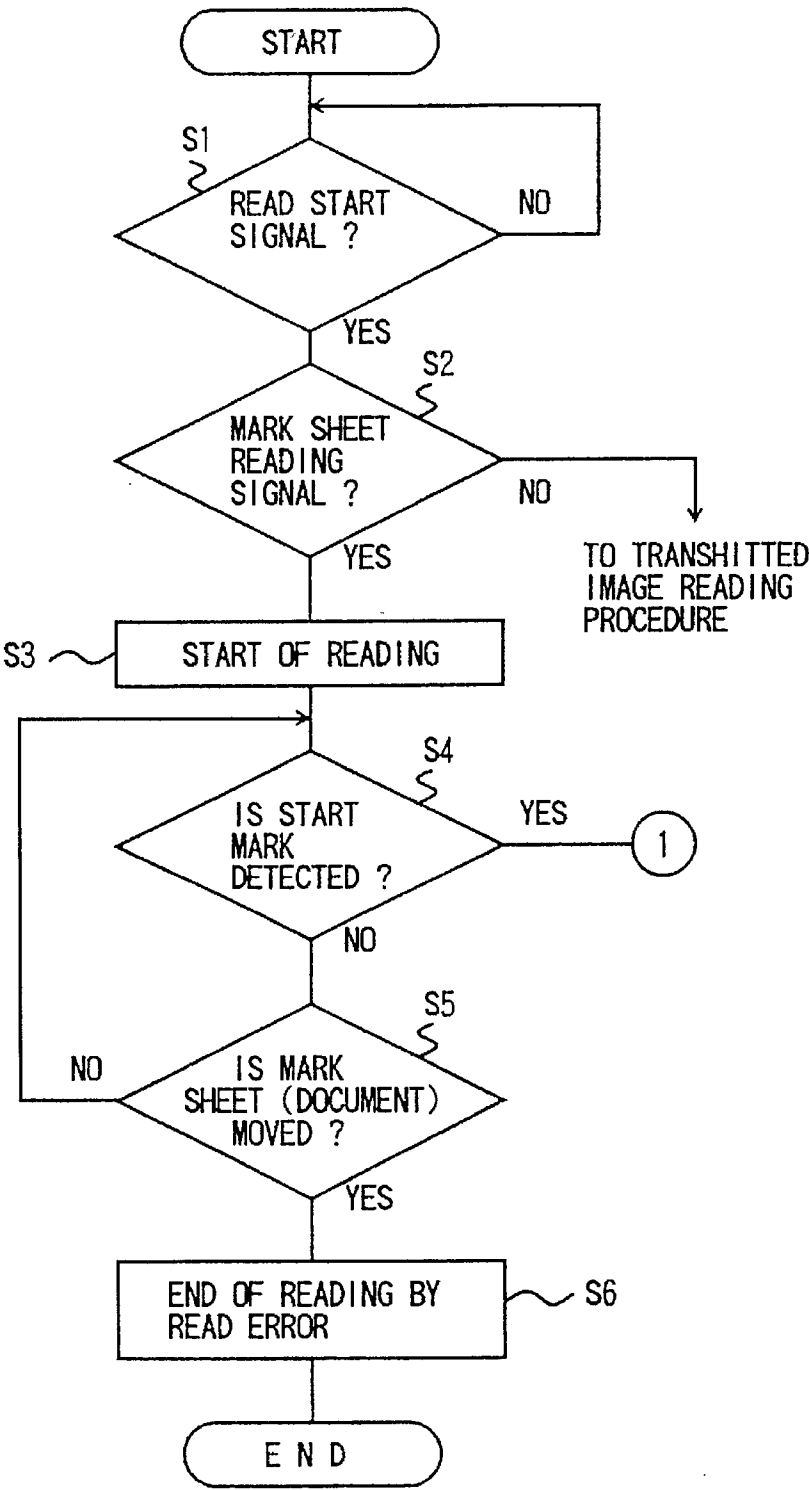 START
S1
READ START
SIGNAL ?
NO
YES
S2
MARK SHEET
READING
SIGNAL ?
NO
YES
TO TRANSHITTED
IMAGE READING
PROCEDURE
S3
START OF READING
S4
IS START
MARK
DETECTED ?
YES
1
NO
S5
NO
IS MARK
SHEET (DOCUMENT)
MOVED ?
YES
END OF READING BY
READ ERROR
S6
END